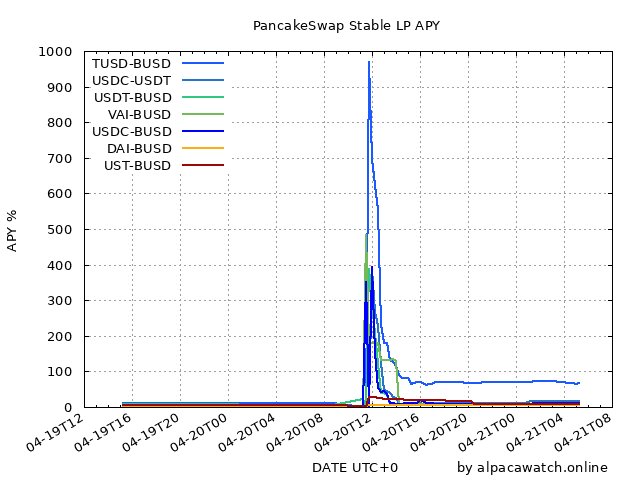 PancakeSwap Stable LP APY
1000
900
800
700
600
500
400
300
200
100
0
APY %
TUSD-BUSD
USDC-USDT
USDT-BUSD
VAI-BUSD
USDC-BUSD
DAI-BUSD
UST-BUSD
04-19T12
04-19T16
04-19T20
04-20T00
04-20T04
04-20T08
04-20T12
04-20T16
04-20T20
04-21T00
04-21T04
04-21T08
DATE UTC+0
by alpacawatch.online